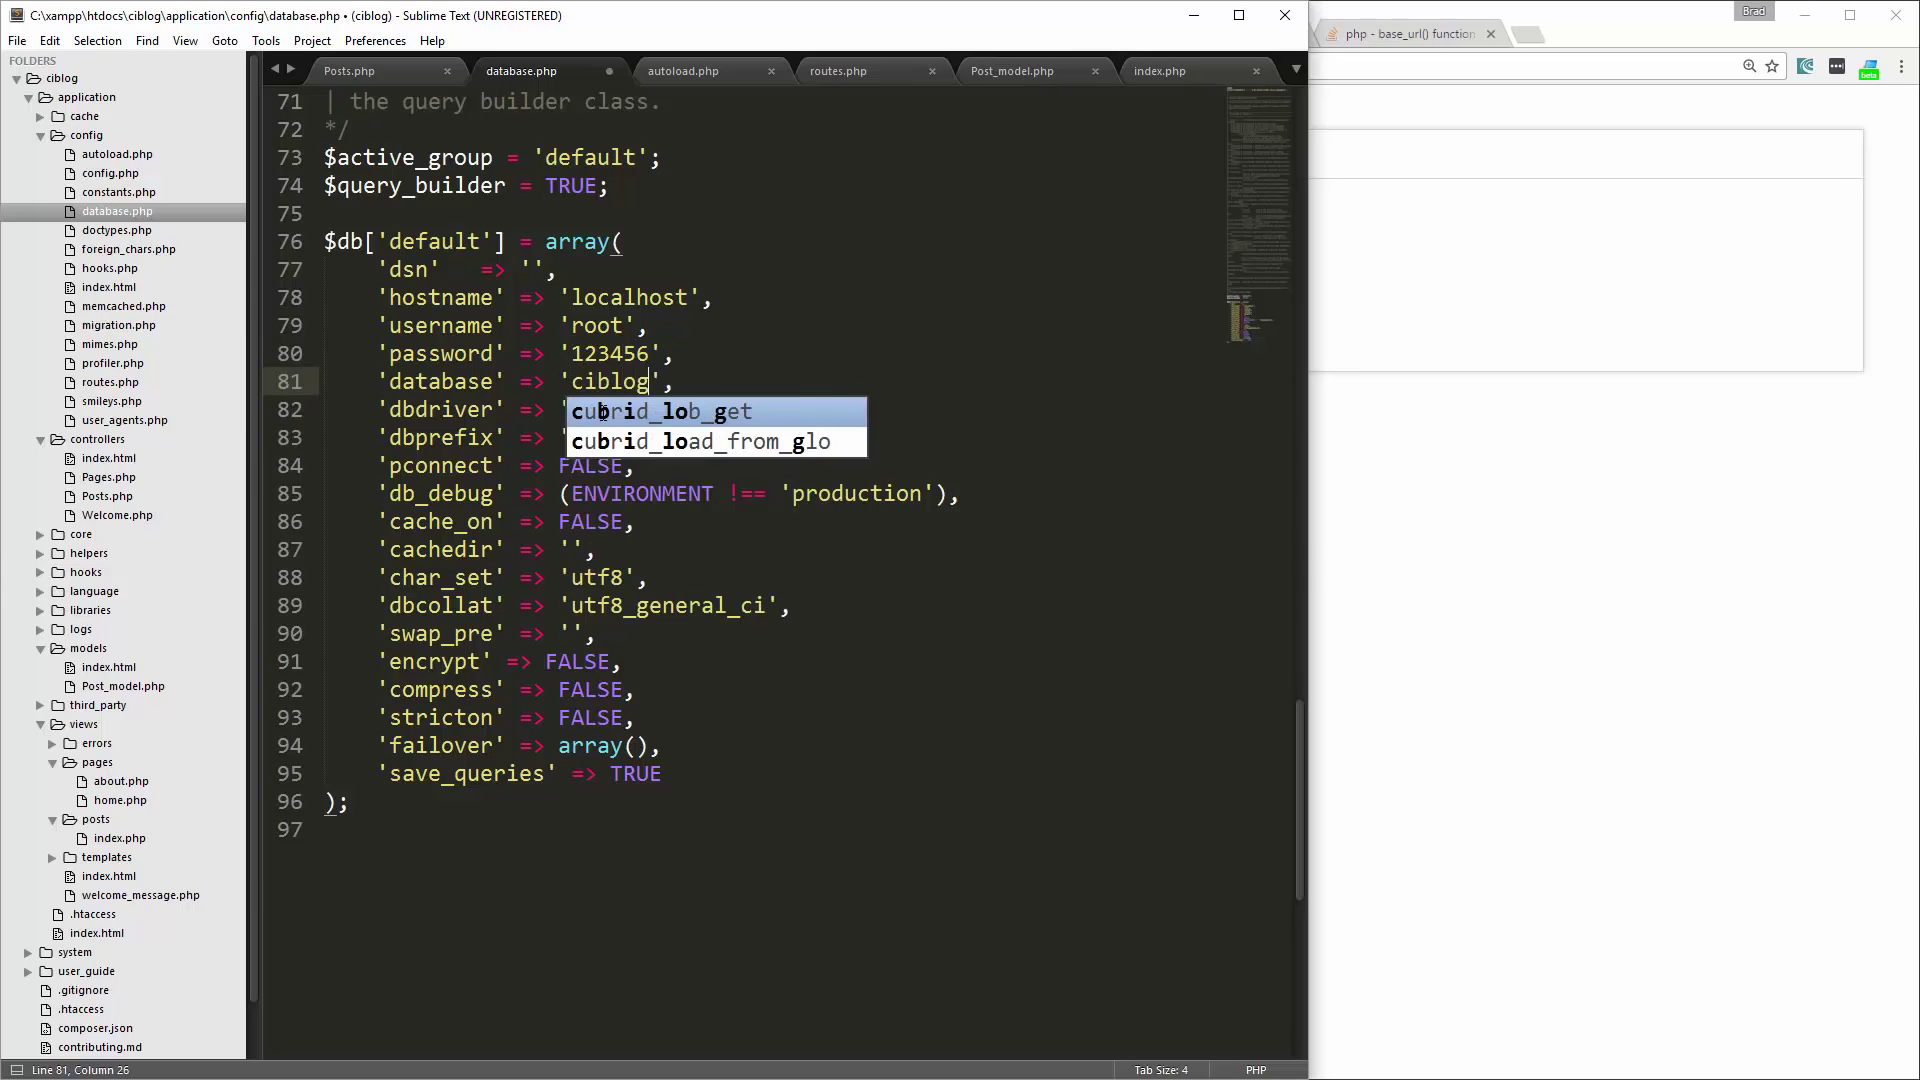 C:\xampp\htdocs\ciblog\application\config\database.php • (ciblog) - Sublime Text (UNREGISTERED)
Brad
File Edit Selection Find View Goto Tools Project Preferences Help
php - base_url() function
FOLDERS
ciblog
application
cache
config
autoload.php
config.php
constants.php
database.php
doctypes.php
foreign_chars.php
hooks.php
index.html
memcached.php
migration.php
mimes.php
profiler.php
routes.php
smileys.php
user_agents.php
controllers
index.html
Pages.php
Posts.php
Welcome.php
core
helpers
hooks
language
libraries
logs
models
index.html
Post_model.php
third_party
views
errors
pages
about.php
home.php
posts
index.php
templates
index.html
welcome_message.php
.htaccess
index.html
system
user_guide
.gitignore
.htaccess
composer.json
contributing.md
Posts.php database.php autoload.php routes.php Post_model.php index.php
beta
71 | the query builder class.
72 */
73 $active_group = 'default';
74 $query_builder = TRUE;
75
76 $db['default'] = array(
77 'dsn' => '',
78 'hostname' => 'localhost',
79 'username' => 'root',
80 'password' => '123456',
81 'database' => 'ciblog',
82 'dbdriver' => '
cubrid_lob_get
83 'dbprefix' => '
cubrid_load_from_glo
84 'pconnect' => FALSE,
85 'db_debug' => (ENVIRONMENT !== 'production'),
86 'cache_on' => FALSE,
87 'cachedir' => '',
88 'char_set' => 'utf8',
89 'dbcollat' => 'utf8_general_ci',
90 'swap_pre' => '',
91 'encrypt' => FALSE,
92 'compress' => FALSE,
93 'stricton' => FALSE,
94 'failover' => array(),
95 'save_queries' => TRUE
96 );
97
Line 81, Column 26
Tab Size: 4
PHP